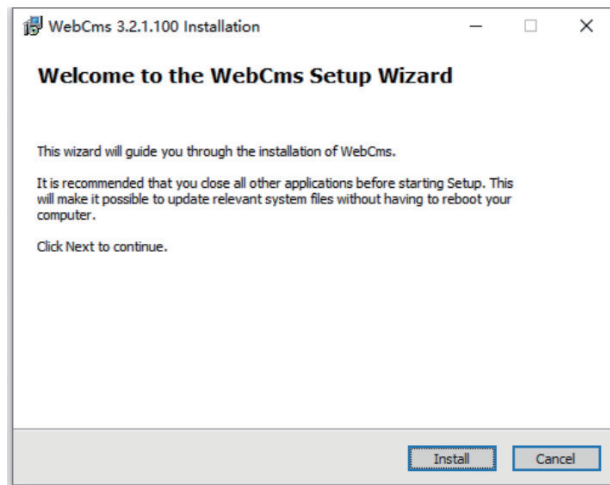 WebCms 3.2.1.100 Installation
Welcome to the WebCms Setup Wizard
This wizard will guide you through the installation of WebCms.
It is recommended that you close all other applications before starting Setup. This
will make it possible to update relevant system files without having to reboot your
computer.
Click Next to continue.
Install Cancel